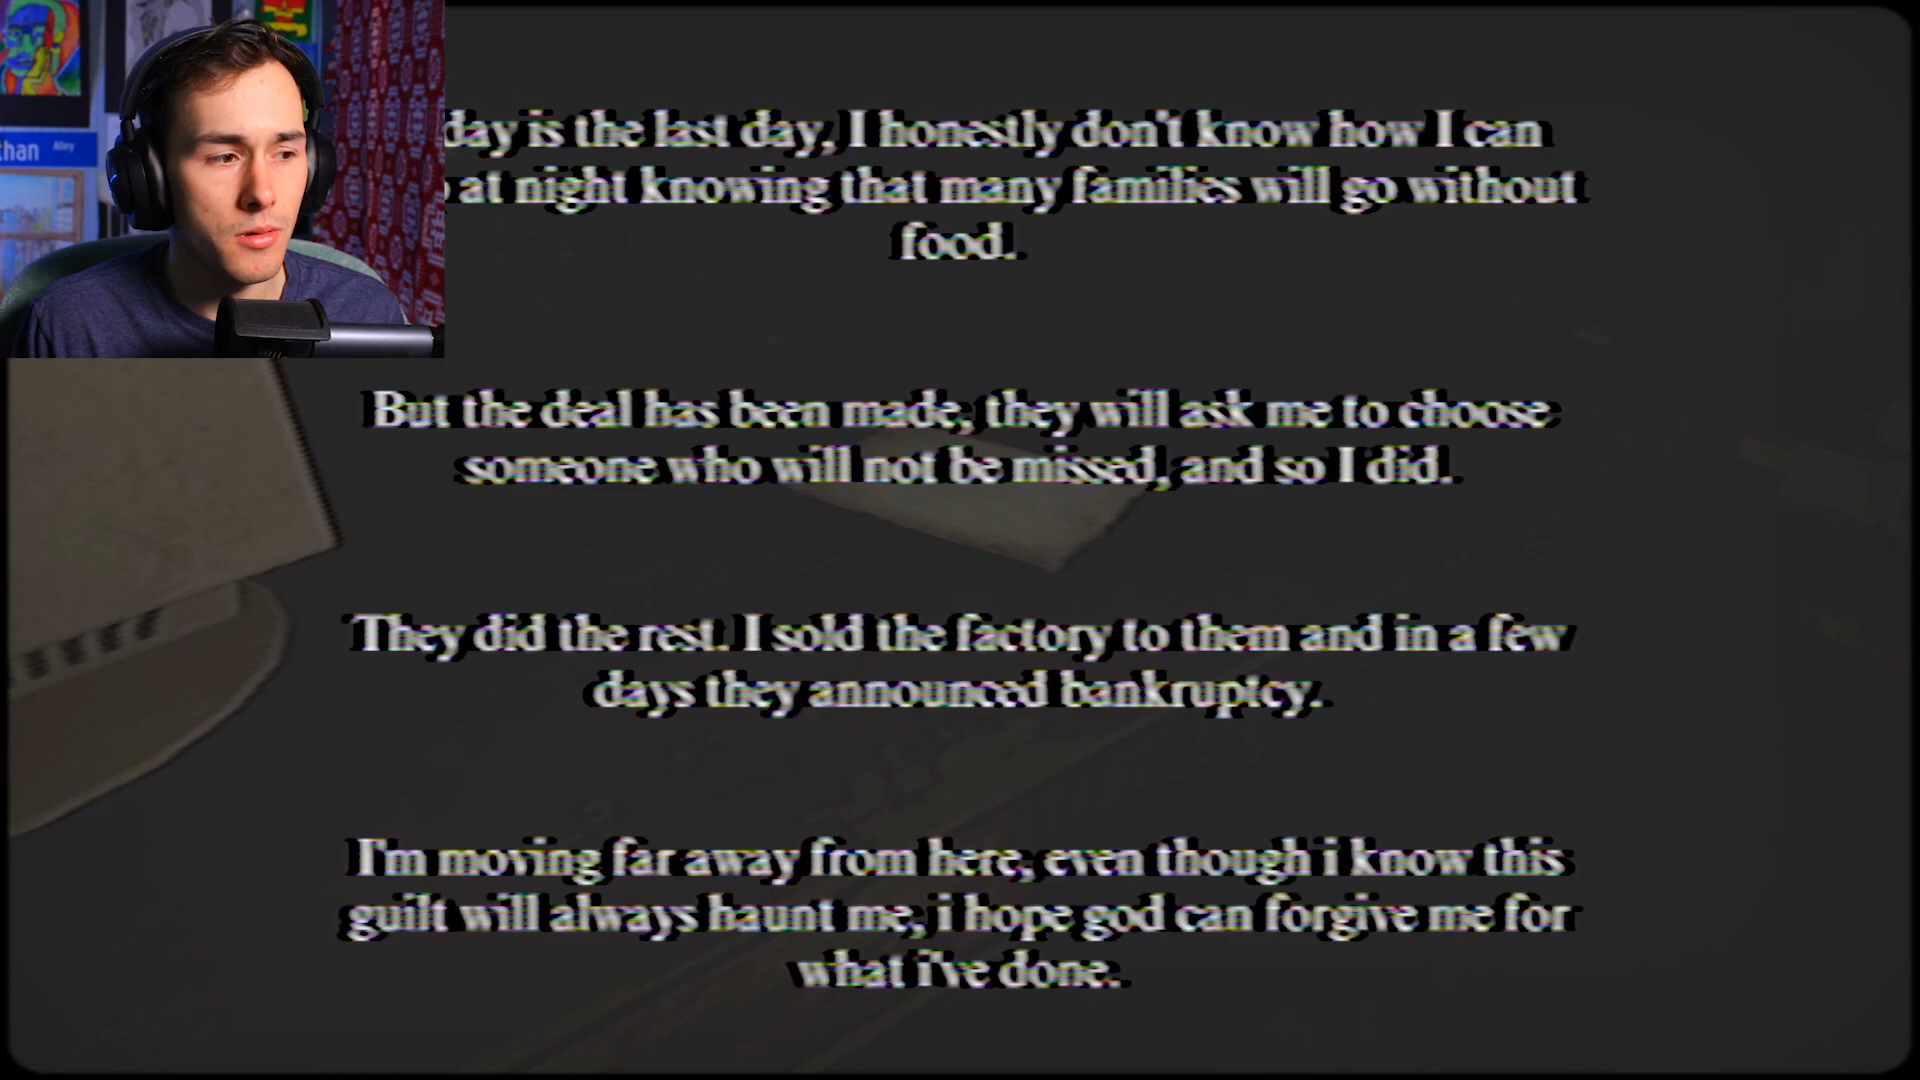 than Alley
day is the last day, I honestly don't know how I can
at night knowing that many families will go without
food.
But the deal has been made, they will ask me to choose
someone who will not be missed, and so I did.
They did the rest. I sold the factory to them and in a few
days they announced bankruptcy.
I'm moving far away from here, even though i know this
guilt will always haunt me, i hope god can forgive me for
what i've done.